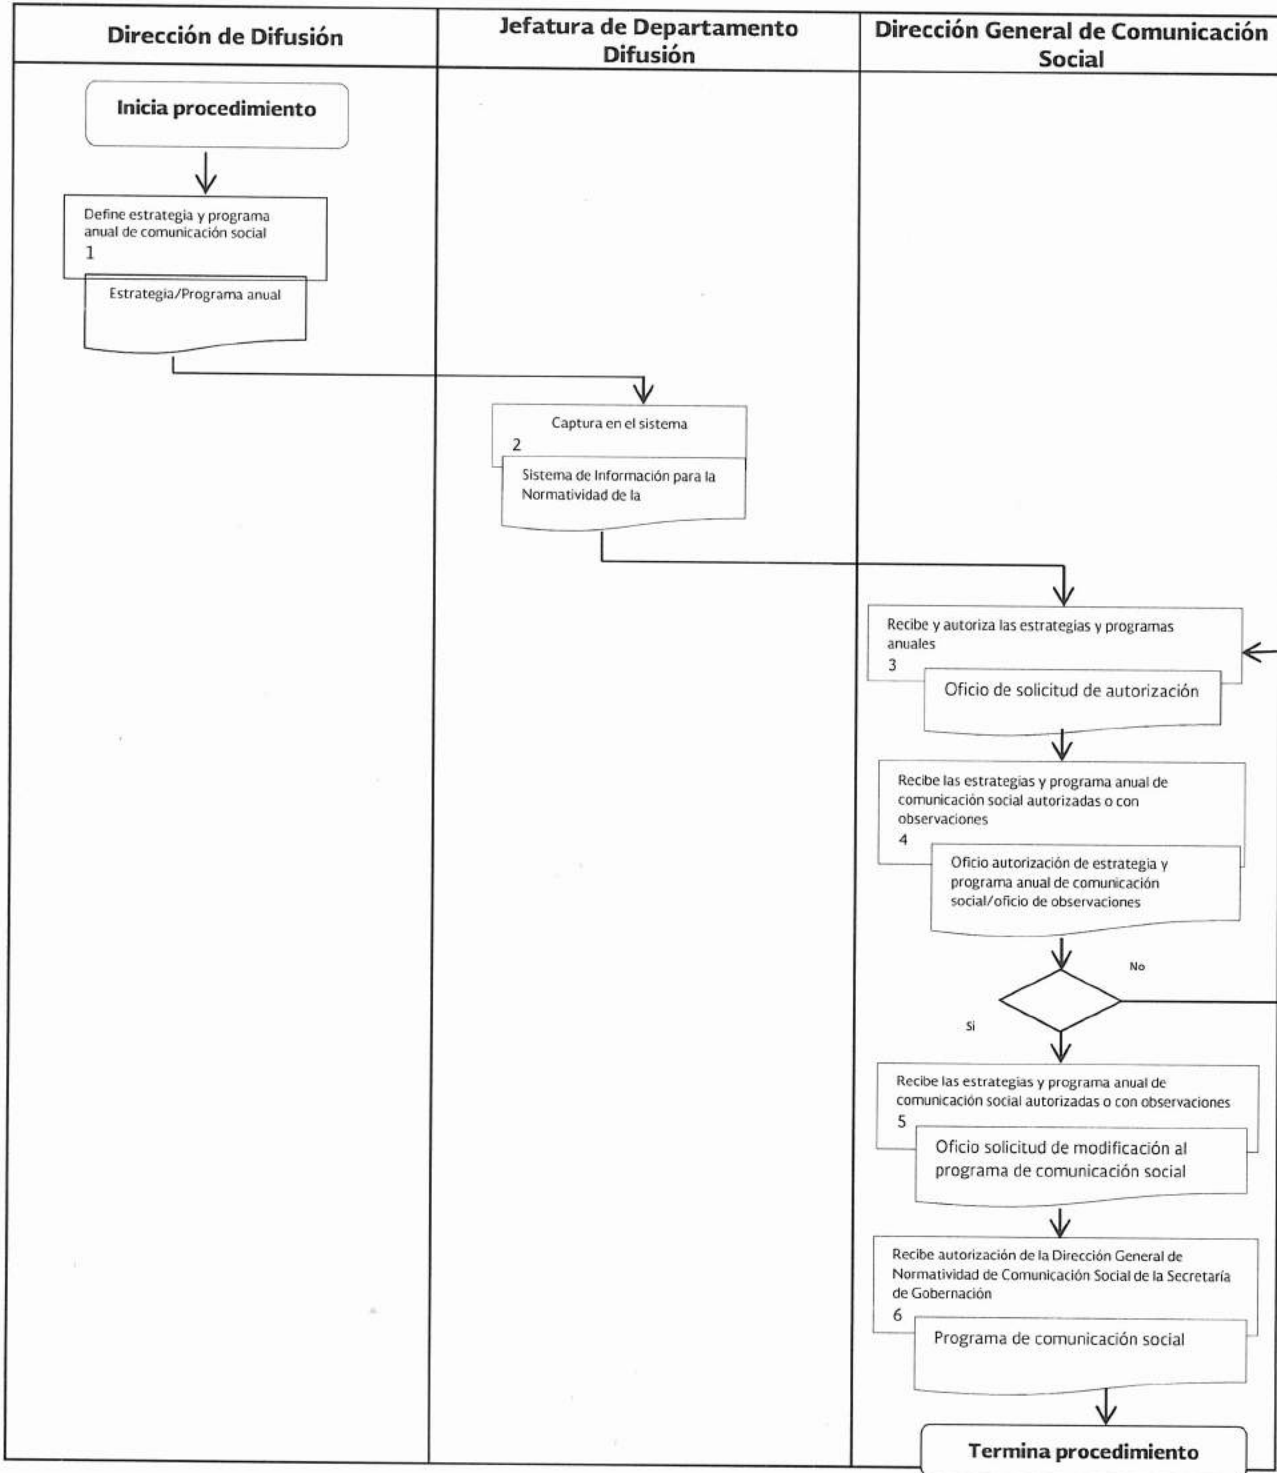 Dirección de Difusión
Jefatura de Departamento
Difusión
Dirección General de Comunicación
Social
Inicia procedimiento
Define estrategia y programa
anual de comunicación social
1
Estrategia/Programa anual
Captura en el sistema
2
Sistema de Información para la
Normatividad de la
Recibe y autoriza las estrategias y programas
anuales
3
Oficio de solicitud de autorización
Recibe las estrategias y programa anual de
comunicación social autorizadas o con
observaciones
4
Oficio autorización de estrategia y
programa anual de comunicación
social/oficio de observaciones
No
Si
Recibe las estrategias y programa anual de
comunicación social autorizadas o con observaciones
5
Oficio solicitud de modificación al
programa de comunicación social
Recibe autorización de la Dirección General de
Normatividad de Comunicación Social de la Secretaría
de Gobernación
6
Programa de comunicación social
Termina procedimiento